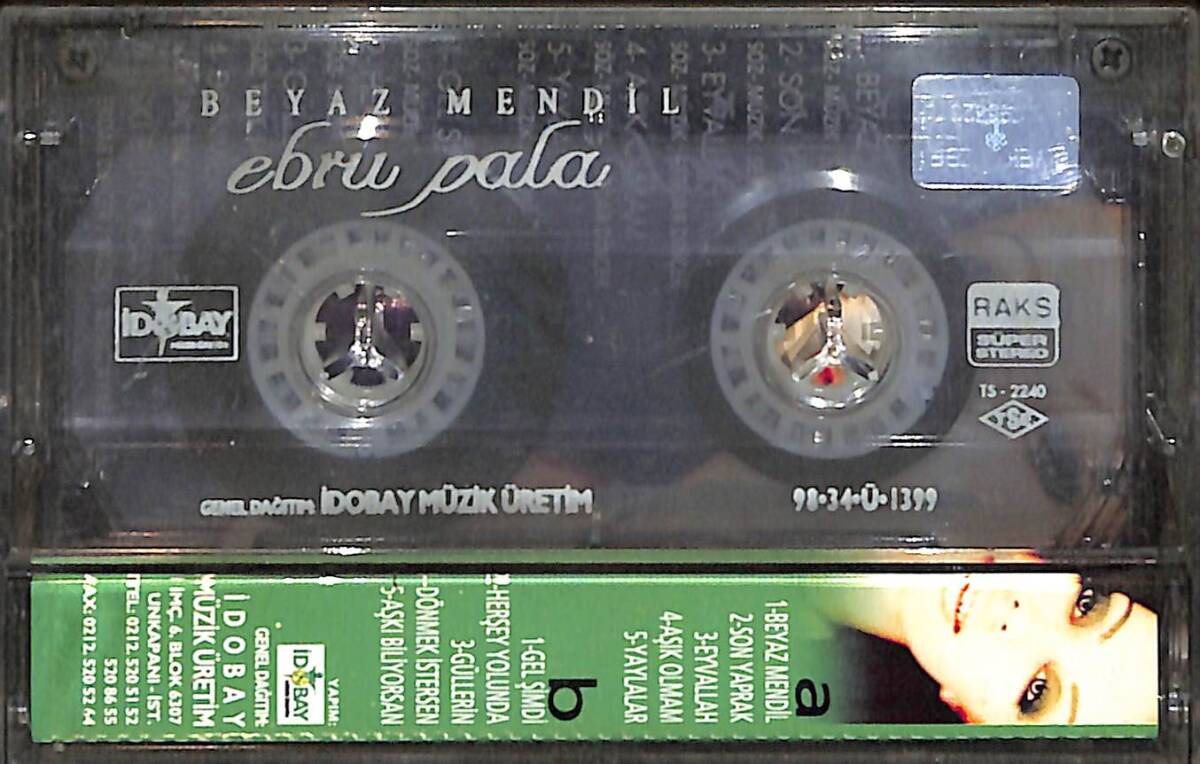 BEYAZ MENDİL
ebru pala
İDOBAY
RAKS
SÜPER
STEREO
TS - 2240
GENEL DAĞITIM: İDOBAY MÜZİK ÜRETİM
98·34·Ü·1399
a
1-BEYAZ MENDİL
2-SON YAPRAK
3-EYVALLAH
4-AŞIK OLMAM
5-YAYLALAR
b
1-GEL ŞİMDİ
2-HERŞEY YOLUNDA
3-GÜLLERİN
4-DÖNMEK İSTERSEN
5-AŞKI BİLİYORSAN
YAPIM:
İDOBAY
GENEL DAĞITIM:
İDOBAY
MÜZİK ÜRETİM
İMÇ. 6. BLOK 6307
UNKAPANI - İST.
TEL: 0212. 520 51 52
520 86 55
FAX: 0212. 520 52 64